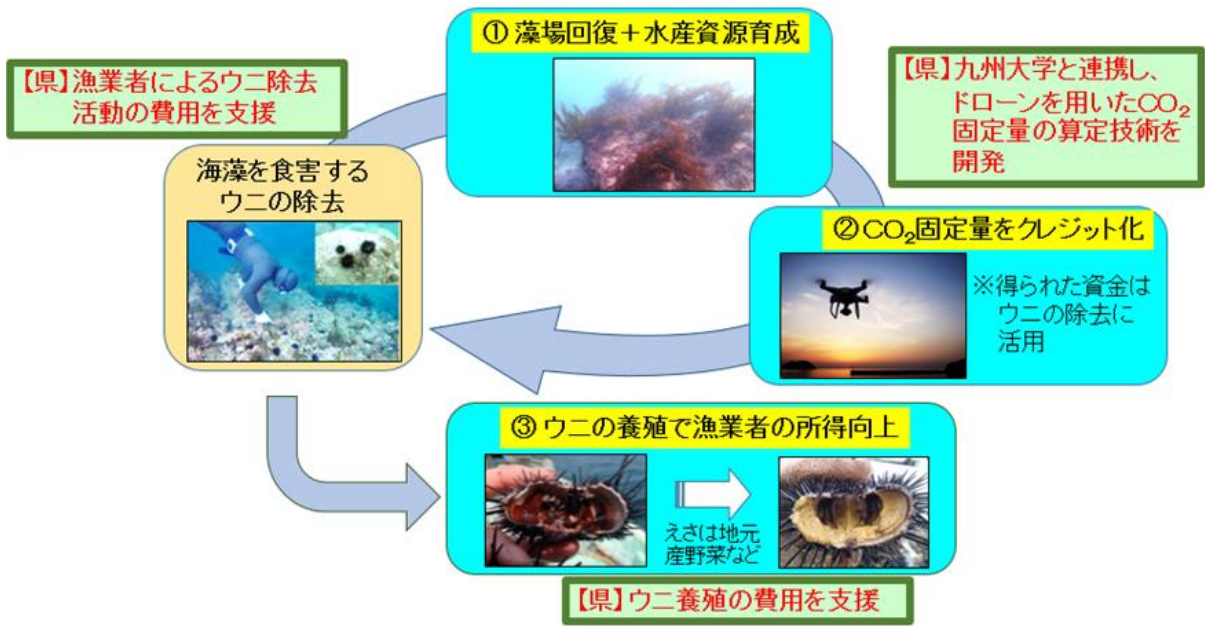 ① 藻場回復+水産資源育成
【県】漁業者によるウニ除去
活動の費用を支援
【県】九州大学と連携し、
ドローンを用いたCO₂
固定量の算定技術を
開発
海藻を食害する
ウニの除去
②CO₂固定量をクレジット化
※得られた資金は
ウニの除去に
活用
③ ウニの養殖で漁業者の所得向上
えさは地元
産野菜など
【県】ウニ養殖の費用を支援